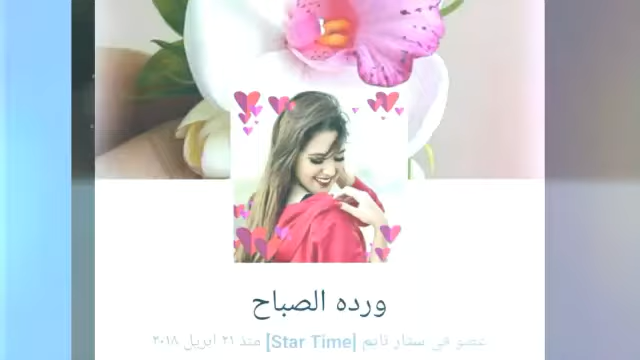 ورده الصباح
عضو في ستار تايم [Star Time] منذ ٢١ ابريل ٢٠١٨